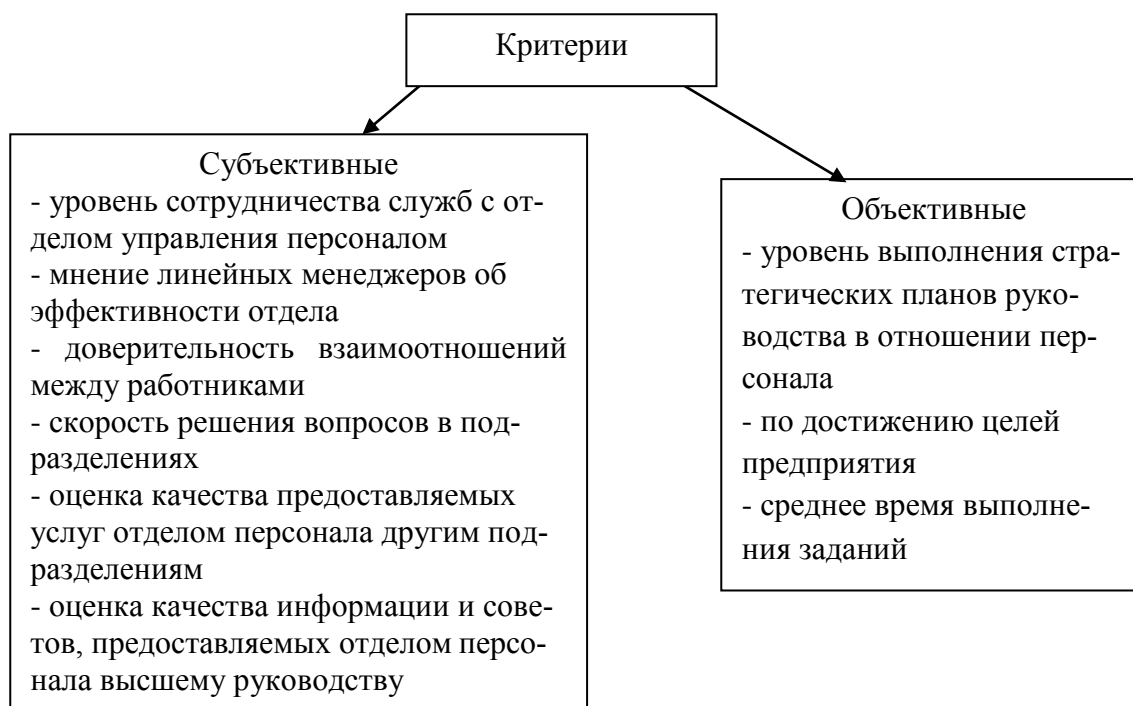 Критерии
Субъективные
- уровень сотрудничества служб с от-
делом управления персоналом
- мнение линейных менеджеров об
эффективности отдела
- доверительность взаимоотношений
между работниками
- скорость решения вопросов в под-
разделениях
- оценка качества предоставляемых
услуг отделом персонала другим под-
разделениям
- оценка качества информации и сове-
тов, предоставляемых отделом персо-
нала высшему руководству
Объективные
- уровень выполнения стра-
тегических планов руко-
водства в отношении пер-
сонала
- по достижению целей
предприятия
- среднее время выполне-
ния заданий